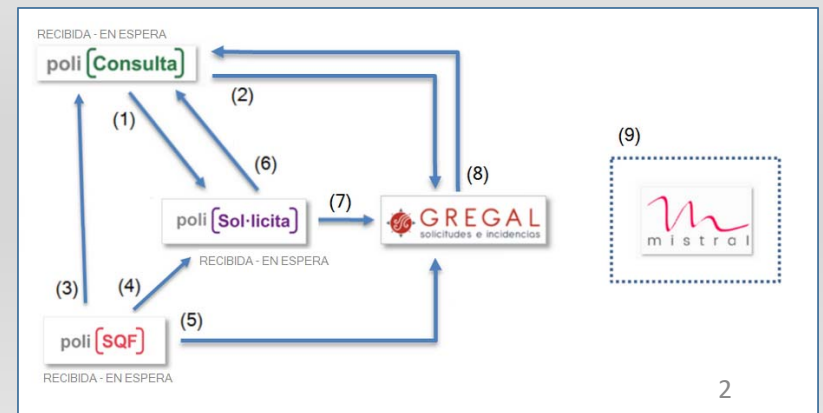 RECIBIDA - EN ESPERA
poli [Consulta]
(2)
(1)
(9)
(6)
(8)
(7)
poli [Sol·licita]
GREGAL
solicitudes e incidencias
mistral
RECIBIDA - EN ESPERA
(3)
(4)
(5)
poli [SQF]
RECIBIDA - EN ESPERA
2